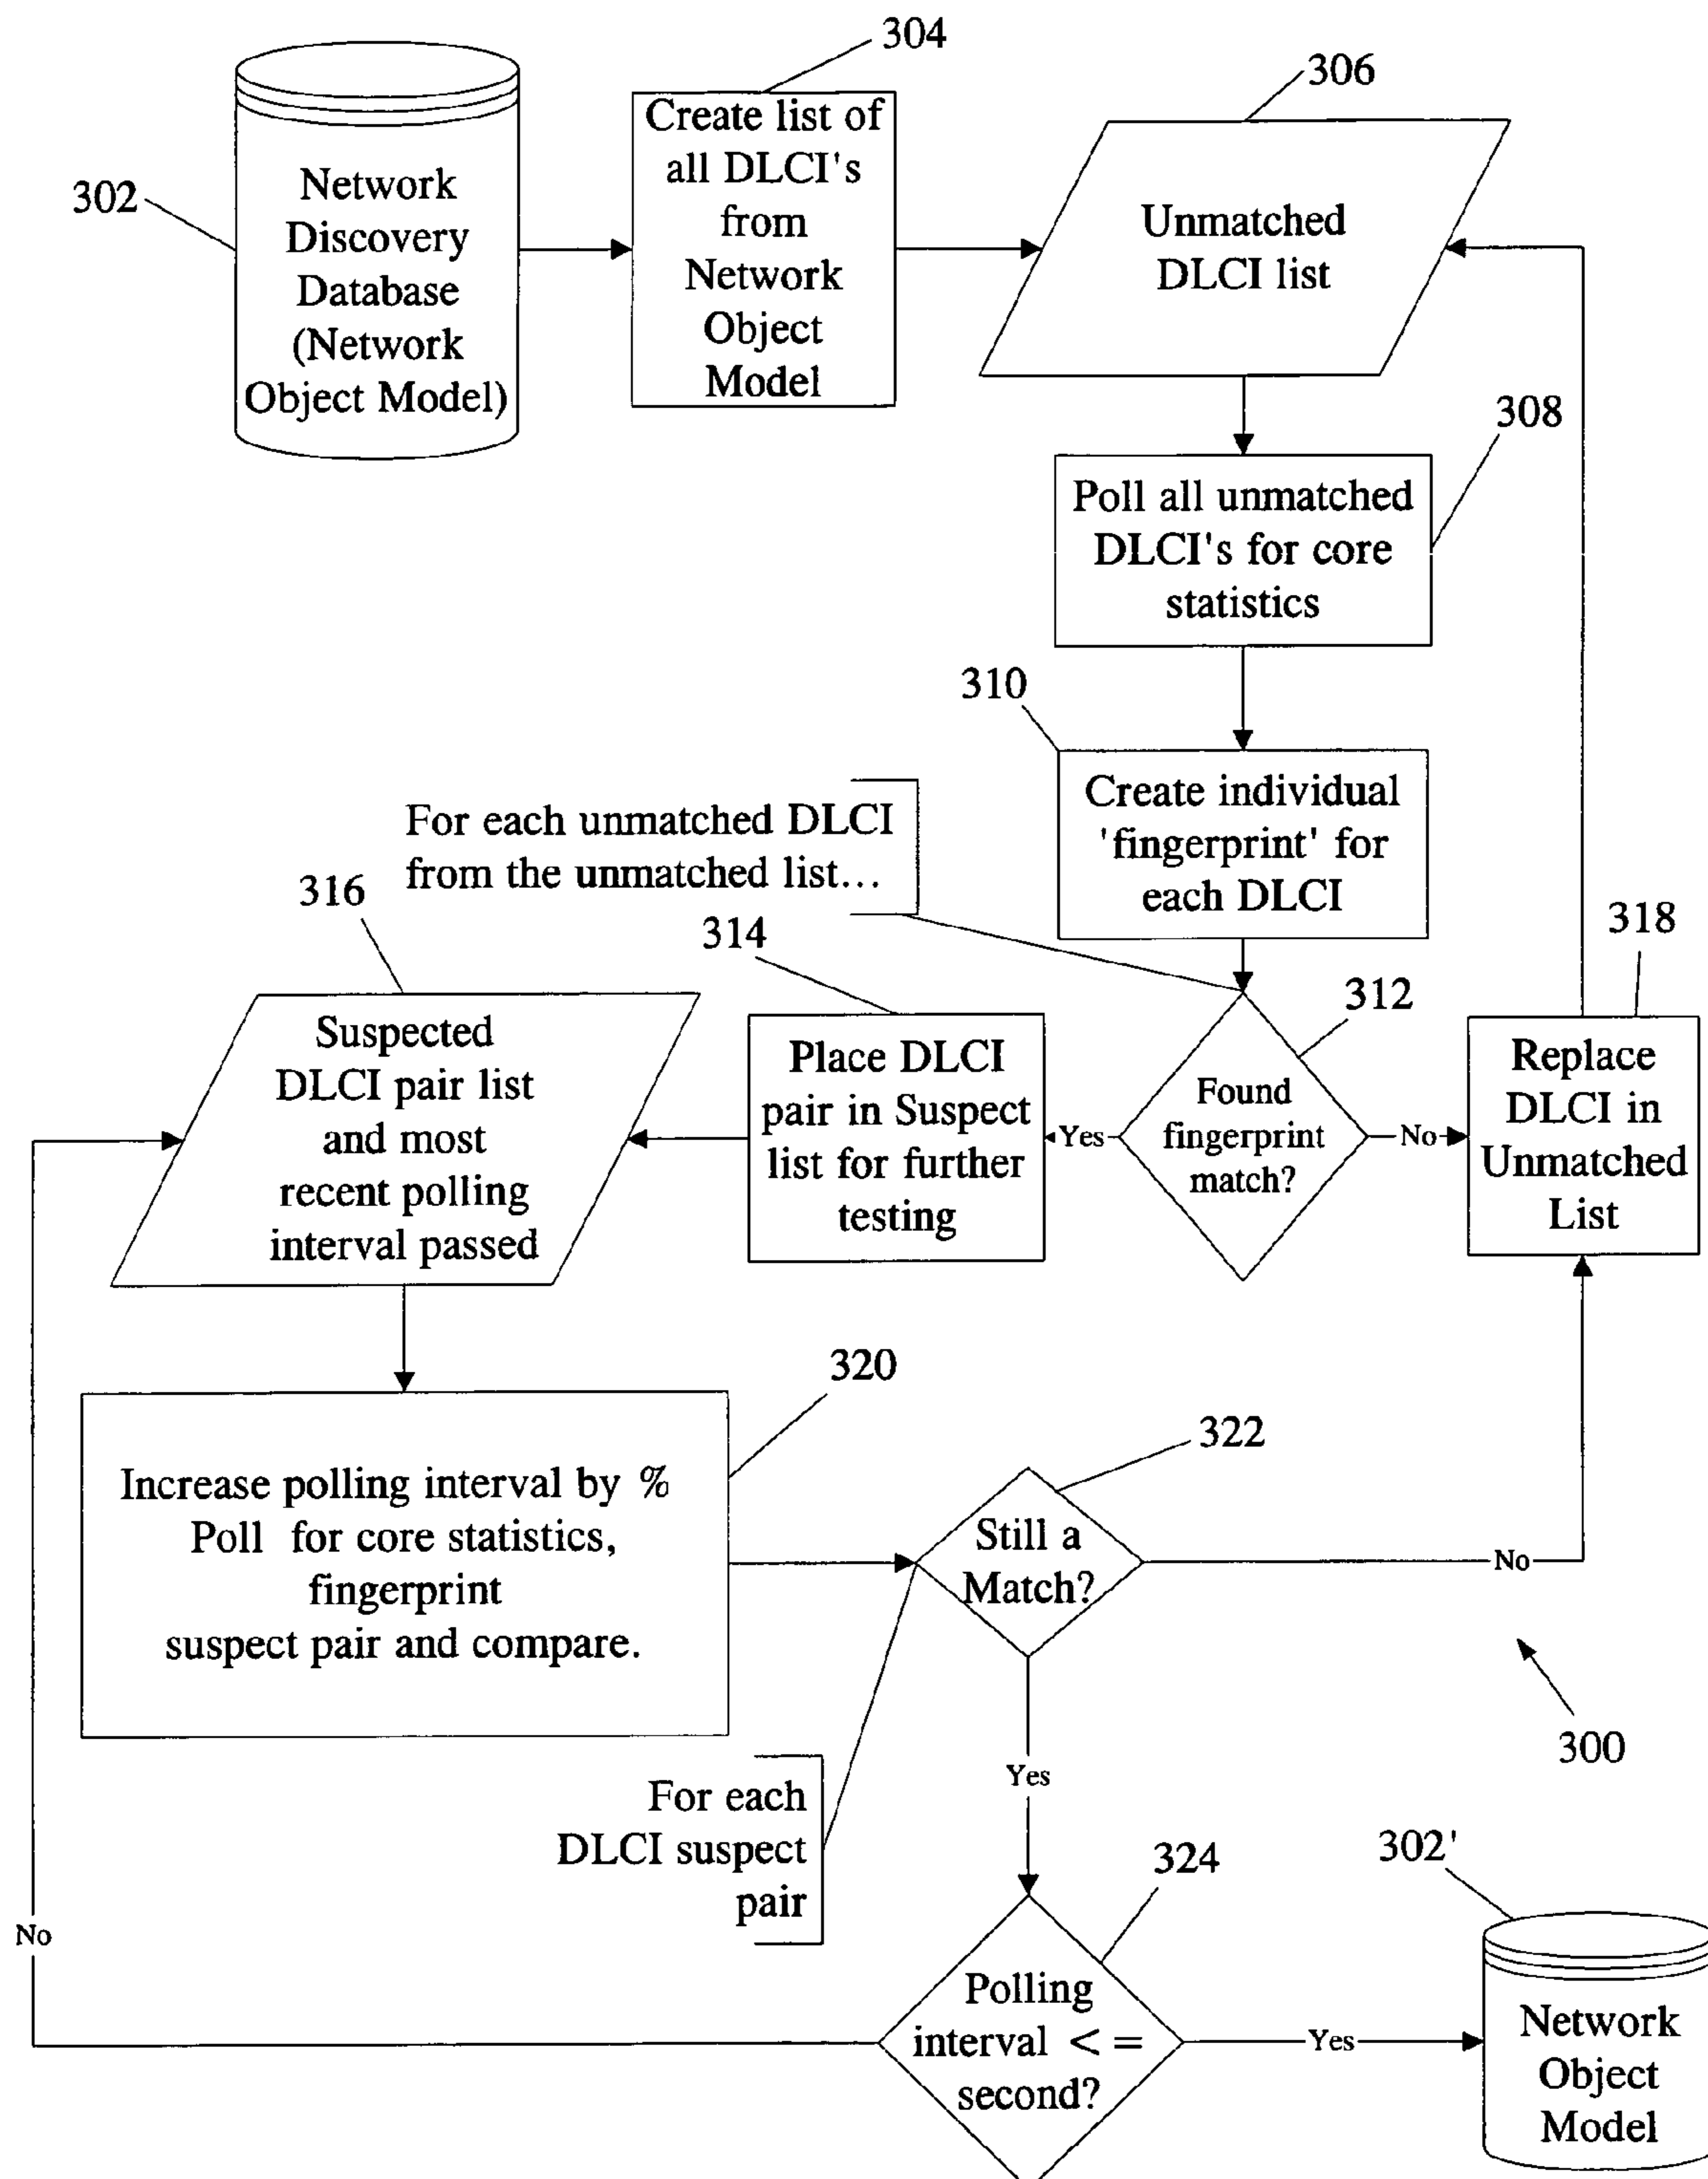 304
306
302
Network
Discovery
Database
(Network
Object Model)
Create list of
all DLCI's
from
Network
Object
Model
Unmatched
DLCI list
308
Poll all unmatched
DLCI's for core
statistics
310
Create individual
'fingerprint' for
each DLCI
For each unmatched DLCI
from the unmatched list...
316
314
312
318
Suspected
DLCI pair list
and most
recent polling
interval passed
Place DLCI
pair in Suspect
list for further
testing
Yes
Found
fingerprint
match?
No
Replace
DLCI in
Unmatched
List
320
Increase polling interval by %
Poll for core statistics,
fingerprint
suspect pair and compare.
322
Still a
Match?
No
300
Yes
For each
DLCI suspect
pair
324
302'
No
Polling
interval < =
second?
Yes
Network
Object
Model